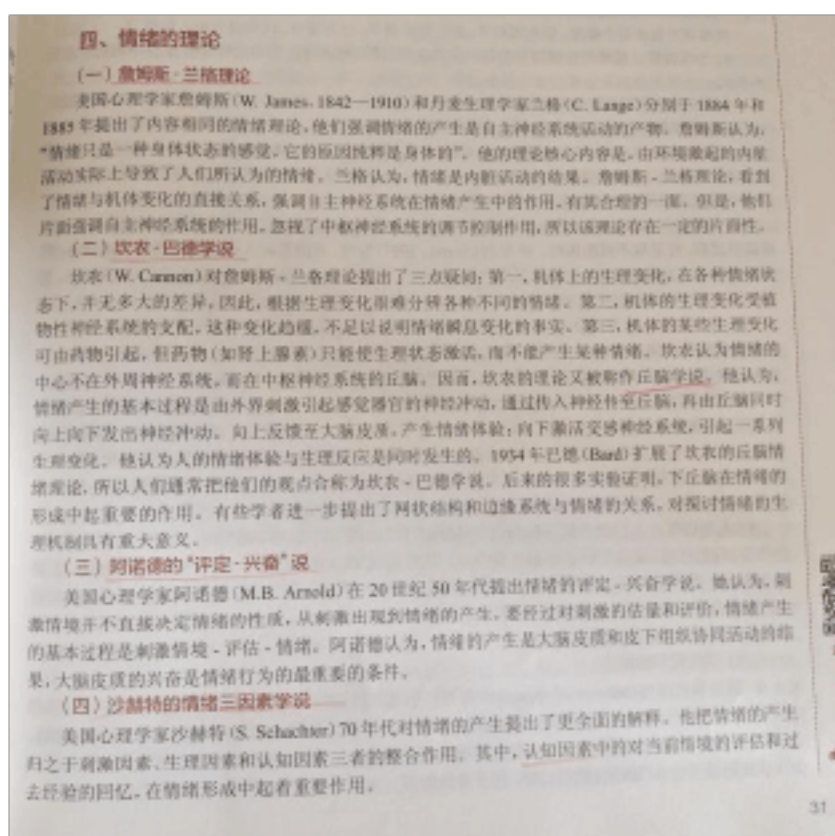 四、情绪的理论
(一)詹姆斯-兰格理论
美国心理学家詹姆斯(W. James, 1842—1910)和丹麦生理学家兰格(C. Lange)分别于1884年和
1885年提出了内容相同的情绪理论,他们强调情绪的产生是自主神经系统活动的产物。詹姆斯认为,
“情绪只是一种身体状态的感觉,它的原因纯粹是身体的”。他的理论核心内容是,由环境激起的内脏
活动实际上导致了人们所认为的情绪。兰格认为,情绪是内脏活动的结果。詹姆斯-兰格理论,看到
了情绪与机体变化的直接关系,强调自主神经系统在情绪产生中的作用,有其合理的一面。但是,他们
片面强调自主神经系统的作用,忽视了中枢神经系统的调节控制作用,所以该理论存在一定的片面性。
(二)坎农-巴德学说
坎农(W. Cannon)对詹姆斯-兰格理论提出了三点疑问:第一,机体上的生理变化,在各种情绪状
态下,并无多大的差异,因此,根据生理变化很难分辨各种不同的情绪。第二,机体的生理变化受植
物性神经系统的支配,这种变化趋缓,不足以说明情绪瞬息变化的事实。第三,机体的某些生理变化
可由药物引起,但药物(如肾上腺素)只能使生理状态激活,而不能产生某种情绪。坎农认为情绪的
中心不在外周神经系统,而在中枢神经系统的丘脑。因而,坎农的理论又被称作丘脑学说。他认为,
情绪产生的基本过程是由外界刺激引起感觉器官的神经冲动,通过传入神经传至丘脑,再由丘脑同时
向上向下发出神经冲动。向上反馈至大脑皮质,产生情绪体验;向下激活交感神经系统,引起一系列
生理变化。他认为人的情绪体验与生理反应是同时发生的。1934年巴德(Bard)扩展了坎农的丘脑情
绪理论,所以人们通常把他们的观点合称为坎农-巴德学说。后来的很多实验证明,下丘脑在情绪的
形成中起重要的作用。有些学者进一步提出了网状结构和边缘系统与情绪的关系,对探讨情绪的生
理机制具有重大意义。
(三)阿诺德的“评定-兴奋”说
美国心理学家阿诺德(M.B. Arnold)在20世纪50年代提出情绪的评定-兴奋学说。她认为,刺
激情境并不直接决定情绪的性质,从刺激出现到情绪的产生,要经过对刺激的估量和评价,情绪产生
的基本过程是刺激情境-评估-情绪。阿诺德认为,情绪的产生是大脑皮质和皮下组织协同活动的结
果,大脑皮质的兴奋是情绪行为的最重要的条件。
(四)沙赫特的情绪三因素学说
美国心理学家沙赫特(S. Schachter)70年代对情绪的产生提出了更全面的解释。他把情绪的产生
归之于刺激因素、生理因素和认知因素三者的整合作用。其中,认知因素中的对当前情境的评估和过
去经验的回忆,在情绪形成中起着重要作用。
31